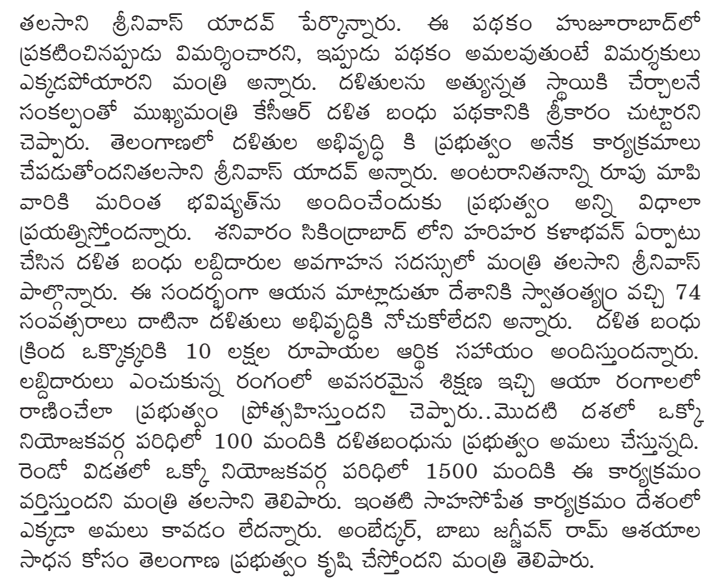 తలసాని శ్రీనివాస్ యాదవ్ పేర్కొన్నారు. ఈ పథకం హుజూరాబాద్‌లో
ప్రకటించినప్పుడు విమర్శించారని, ఇప్పుడు పథకం అమలవుతుంటే విమర్శకులు
ఎక్కడపోయారని మంత్రి అన్నారు. దళితులను అత్యున్నత స్థాయికి చేర్చాలనే
సంకల్పంతో ముఖ్యమంత్రి కేసీఆర్ దళిత బంధు పథకానికి శ్రీకారం చుట్టారని
చెప్పారు. తెలంగాణలో దళితుల అభివృద్ధి కి ప్రభుత్వం అనేక కార్యక్రమాలు
చేపడుతోందనితలసాని శ్రీనివాస్ యాదవ్ అన్నారు. అంటరానితనాన్ని రూపు మాపి
వారికి మరింత భవిష్యత్‌ను అందించేందుకు ప్రభుత్వం అన్ని విధాలా
ప్రయత్నిస్తోందన్నారు. శనివారం సికింద్రాబాద్ లోని హరిహర కళాభవన్ ఏర్పాటు
చేసిన దళిత బంధు లబ్దిదారుల అవగాహన సదస్సులో మంత్రి తలసాని శ్రీనివాస్
పాల్గొన్నారు. ఈ సందర్భంగా ఆయన మాట్లాడుతూ దేశానికి స్వాతంత్య్రం వచ్చి 74
సంవత్సరాలు దాటినా దళితులు అభివృద్ధికి నోచుకోలేదని అన్నారు. దళిత బంధు
క్రింద ఒక్కొక్కరికి 10 లక్షల రూపాయల ఆర్థిక సహాయం అందిస్తుందన్నారు.
లబ్దిదారులు ఎంచుకున్న రంగంలో అవసరమైన శిక్షణ ఇచ్చి ఆయా రంగాలలో
రాణించేలా ప్రభుత్వం ప్రోత్సహిస్తుందని చెప్పారు..మొదటి దశలో ఒక్కో
నియోజకవర్గ పరిధిలో 100 మందికి దళితబంధును ప్రభుత్వం అమలు చేస్తున్నది.
రెండో విడతలో ఒక్కో నియోజకవర్గ పరిధిలో 1500 మందికి ఈ కార్యక్రమం
వర్తిస్తుందని మంత్రి తలసాని తెలిపారు. ఇంతటి సాహసోపేత కార్యక్రమం దేశంలో
ఎక్కడా అమలు కావడం లేదన్నారు. అంబేడ్కర్, బాబు జగ్జీవన్ రామ్ ఆశయాల
సాధన కోసం తెలంగాణ ప్రభుత్వం కృషి చేస్తోందని మంత్రి తెలిపారు.